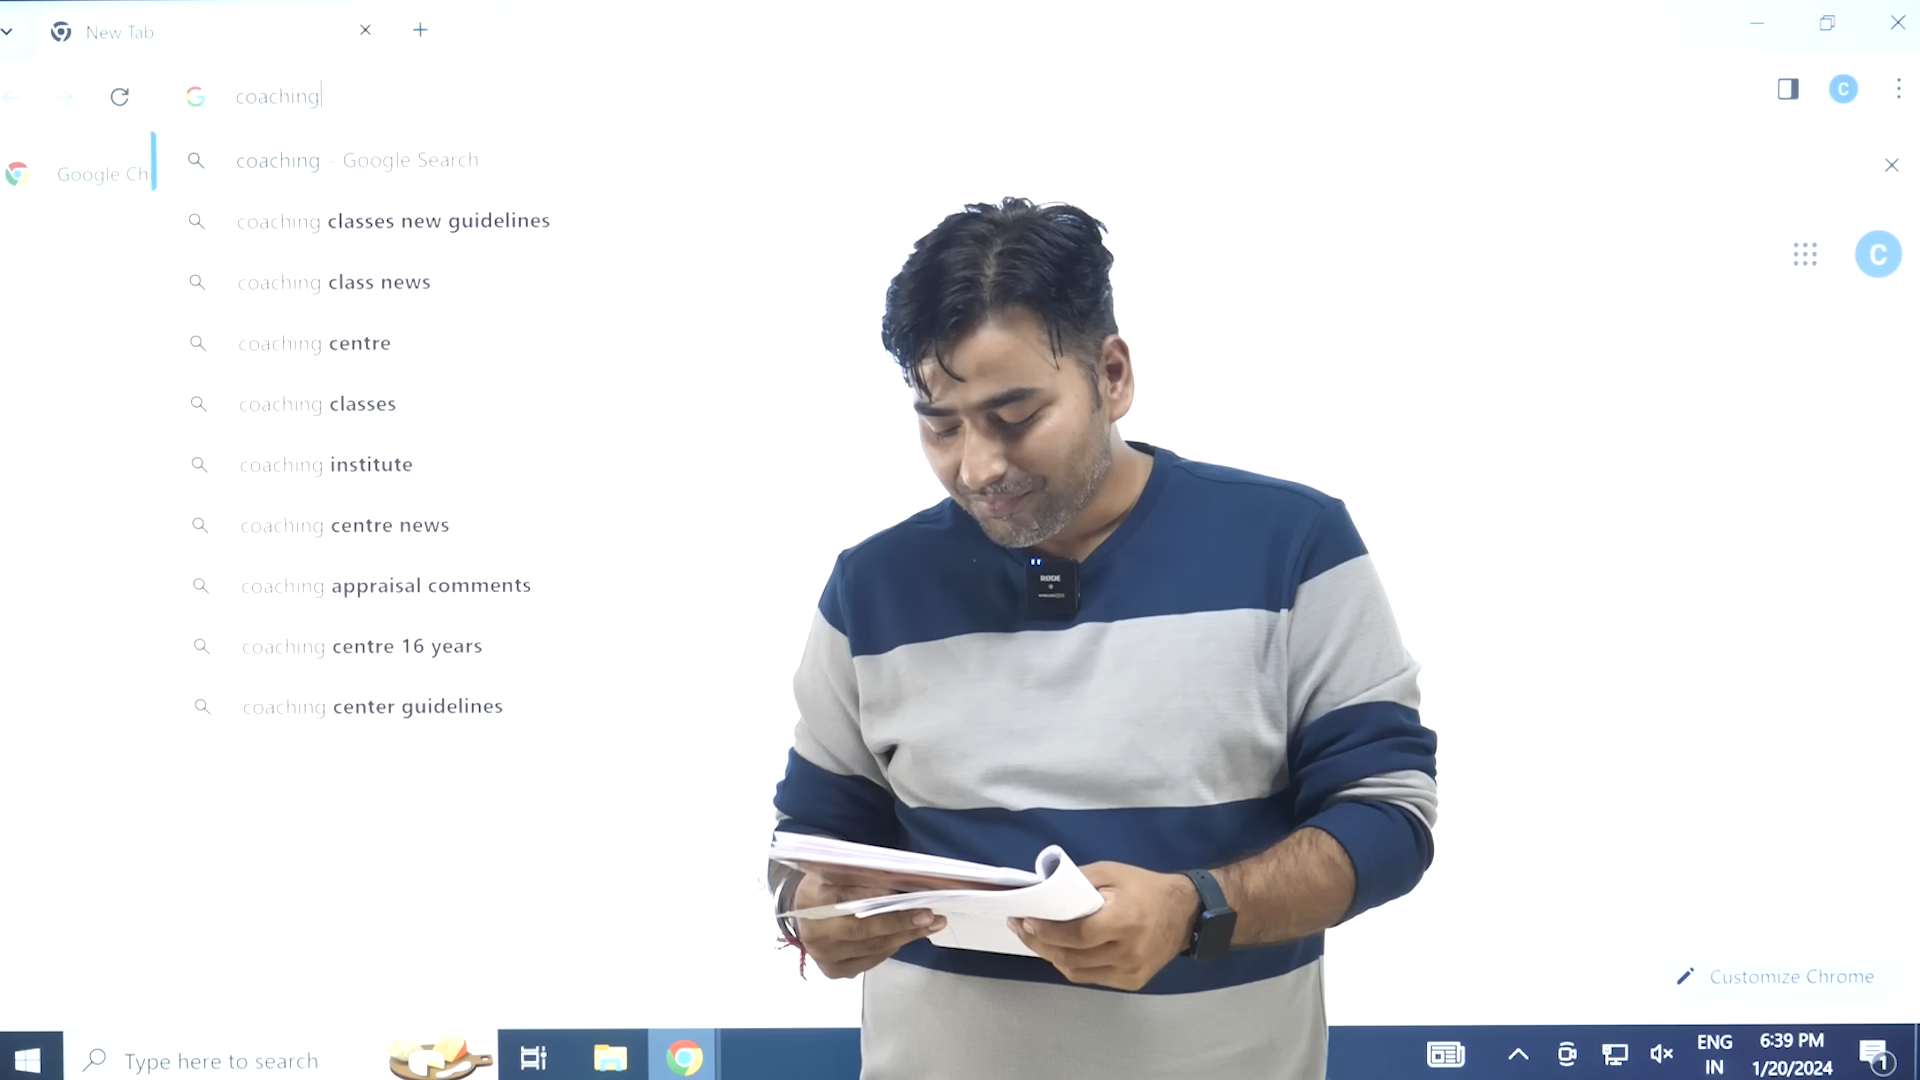 New Tab
coaching
Google Ch
coaching - Google Search
coaching classes new guidelines
coaching class news
coaching centre
coaching classes
coaching institute
coaching centre news
coaching appraisal comments
coaching centre 16 years
coaching center guidelines
C
C
RØDE
Customize Chrome
Type here to search
ENG
IN
6:39 PM
1/20/2024
1